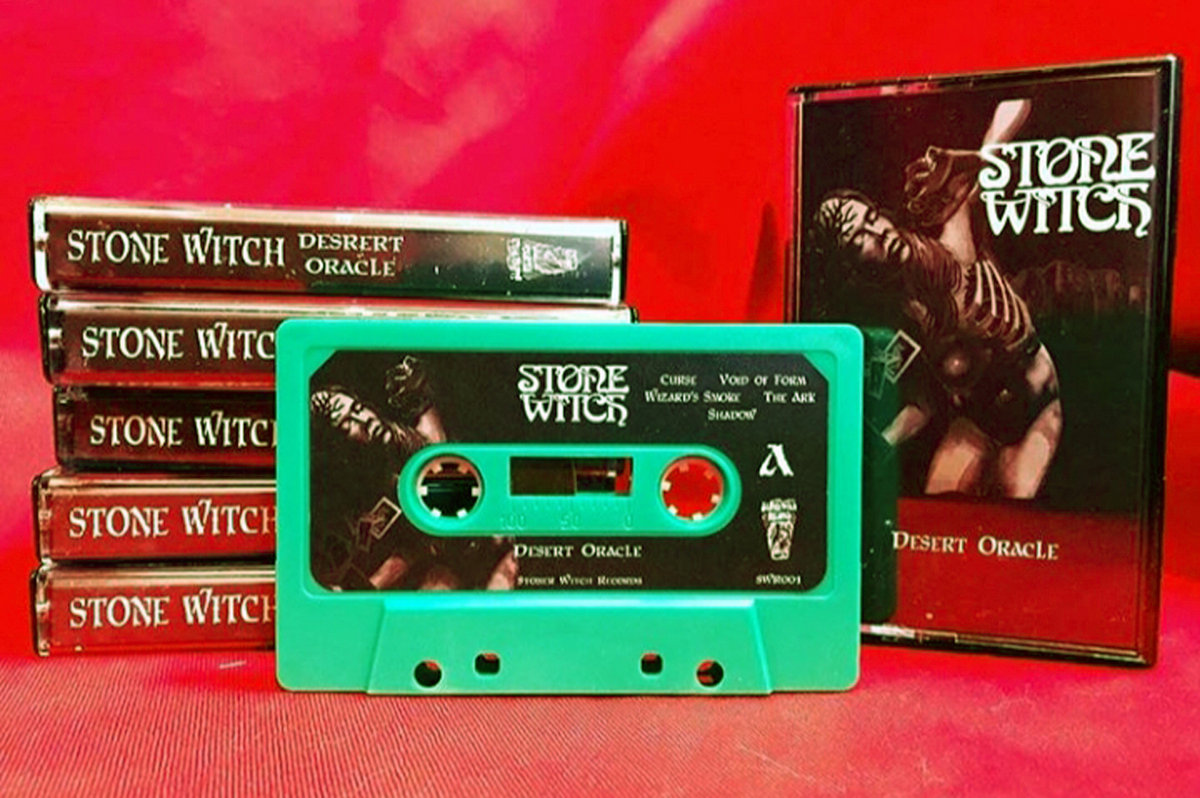 STONE WITCH DESRERT
ORACLE
STONE WITC
STONE WITCH
STONE WITCH
STONE WITCH
STONE
WITCH
Curse Void of Form
Wizard's Smoke The Ark
Shadow
A
100 50 0
Desert Oracle
Stoner Witch Records
SWR001
STONE
WITCH
Desert Oracle